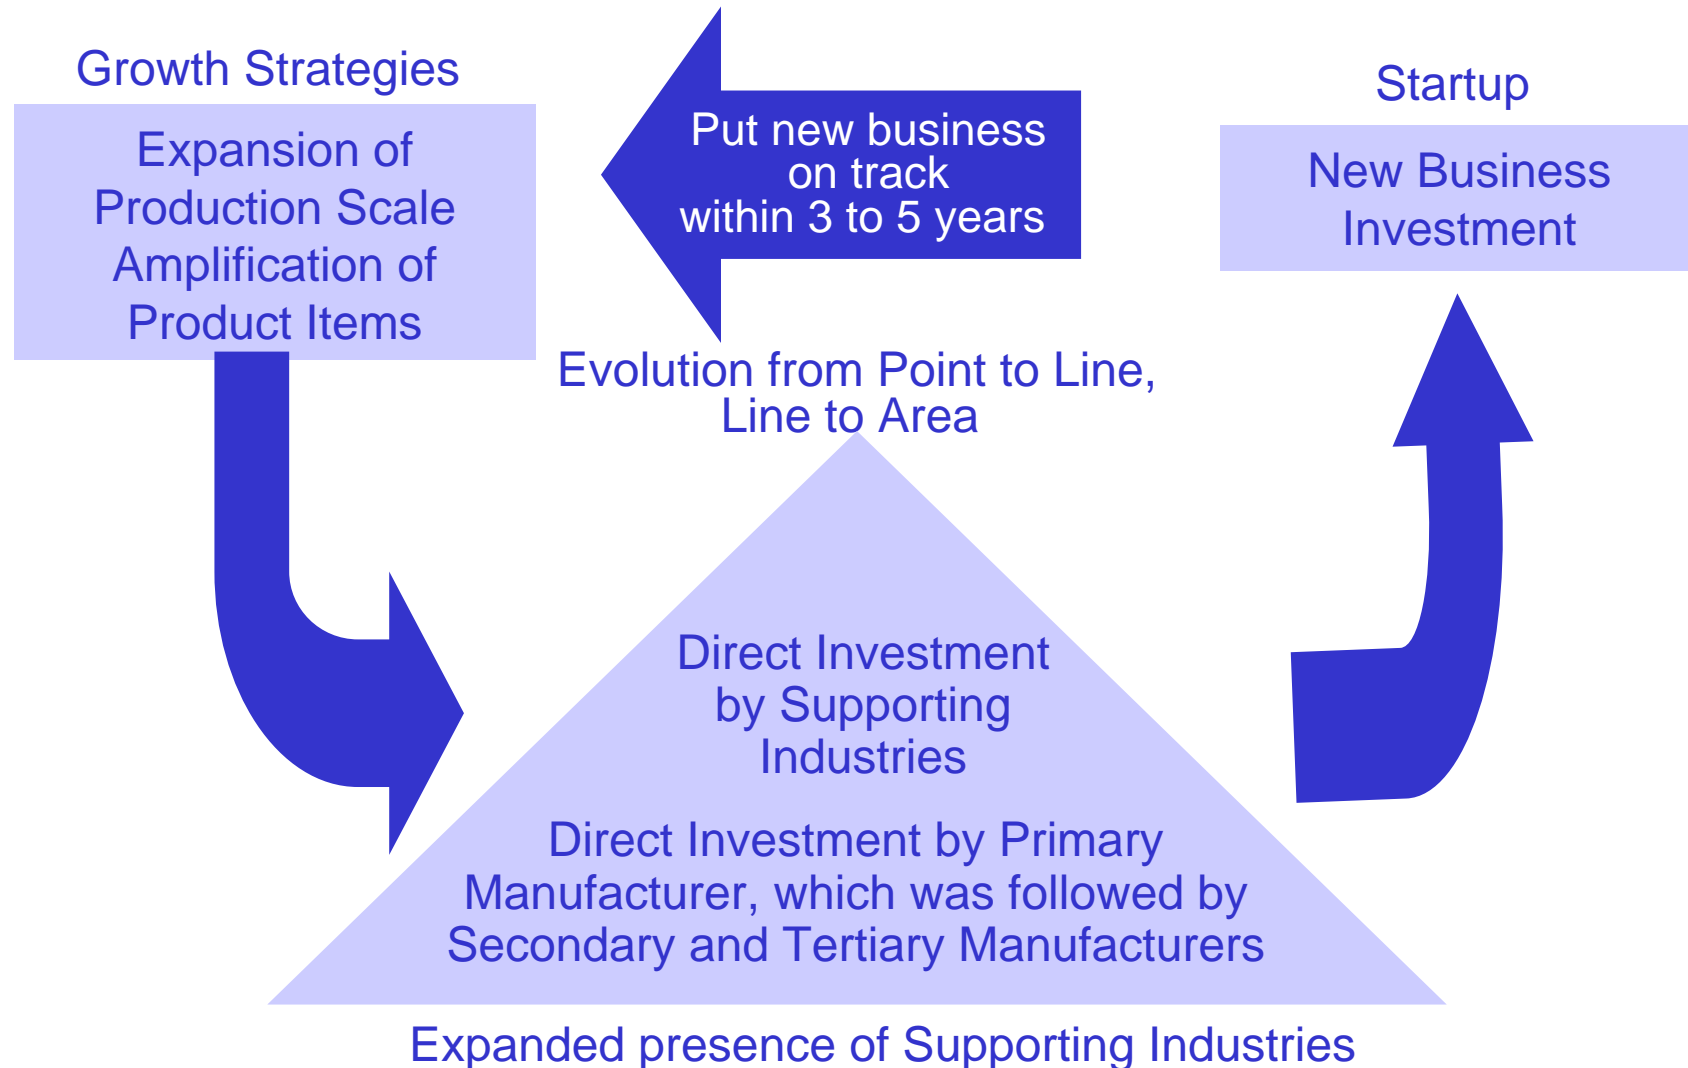 Growth Strategies
Expansion of
Production Scale
Amplification of
Product Items
Put new business
on track
within 3 to 5 years
Startup
New Business
Investment
Evolution from Point to Line,
Line to Area
Direct Investment
by Supporting
Industries
Direct Investment by Primary
Manufacturer, which was followed by
Secondary and Tertiary Manufacturers
Expanded presence of Supporting Industries